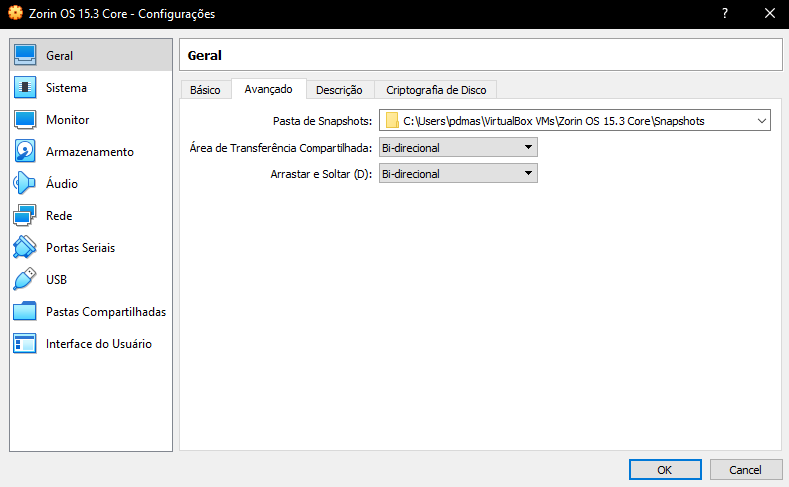 Zorin OS 15.3 Core - Configurações
?
Geral
Sistema
Monitor
Armazenamento
Áudio
Rede
Portas Seriais
USB
Pastas Compartilhadas
Interface do Usuário
Geral
Básico Avançado Descrição Criptografia de Disco
Pasta de Snapshots: C:\Users\pdmas\VirtualBox VMs\Zorin OS 15.3 Core\Snapshots
Área de Transferência Compartilhada: Bi-direcional
Arrastar e Soltar (D): Bi-direcional
OK Cancel